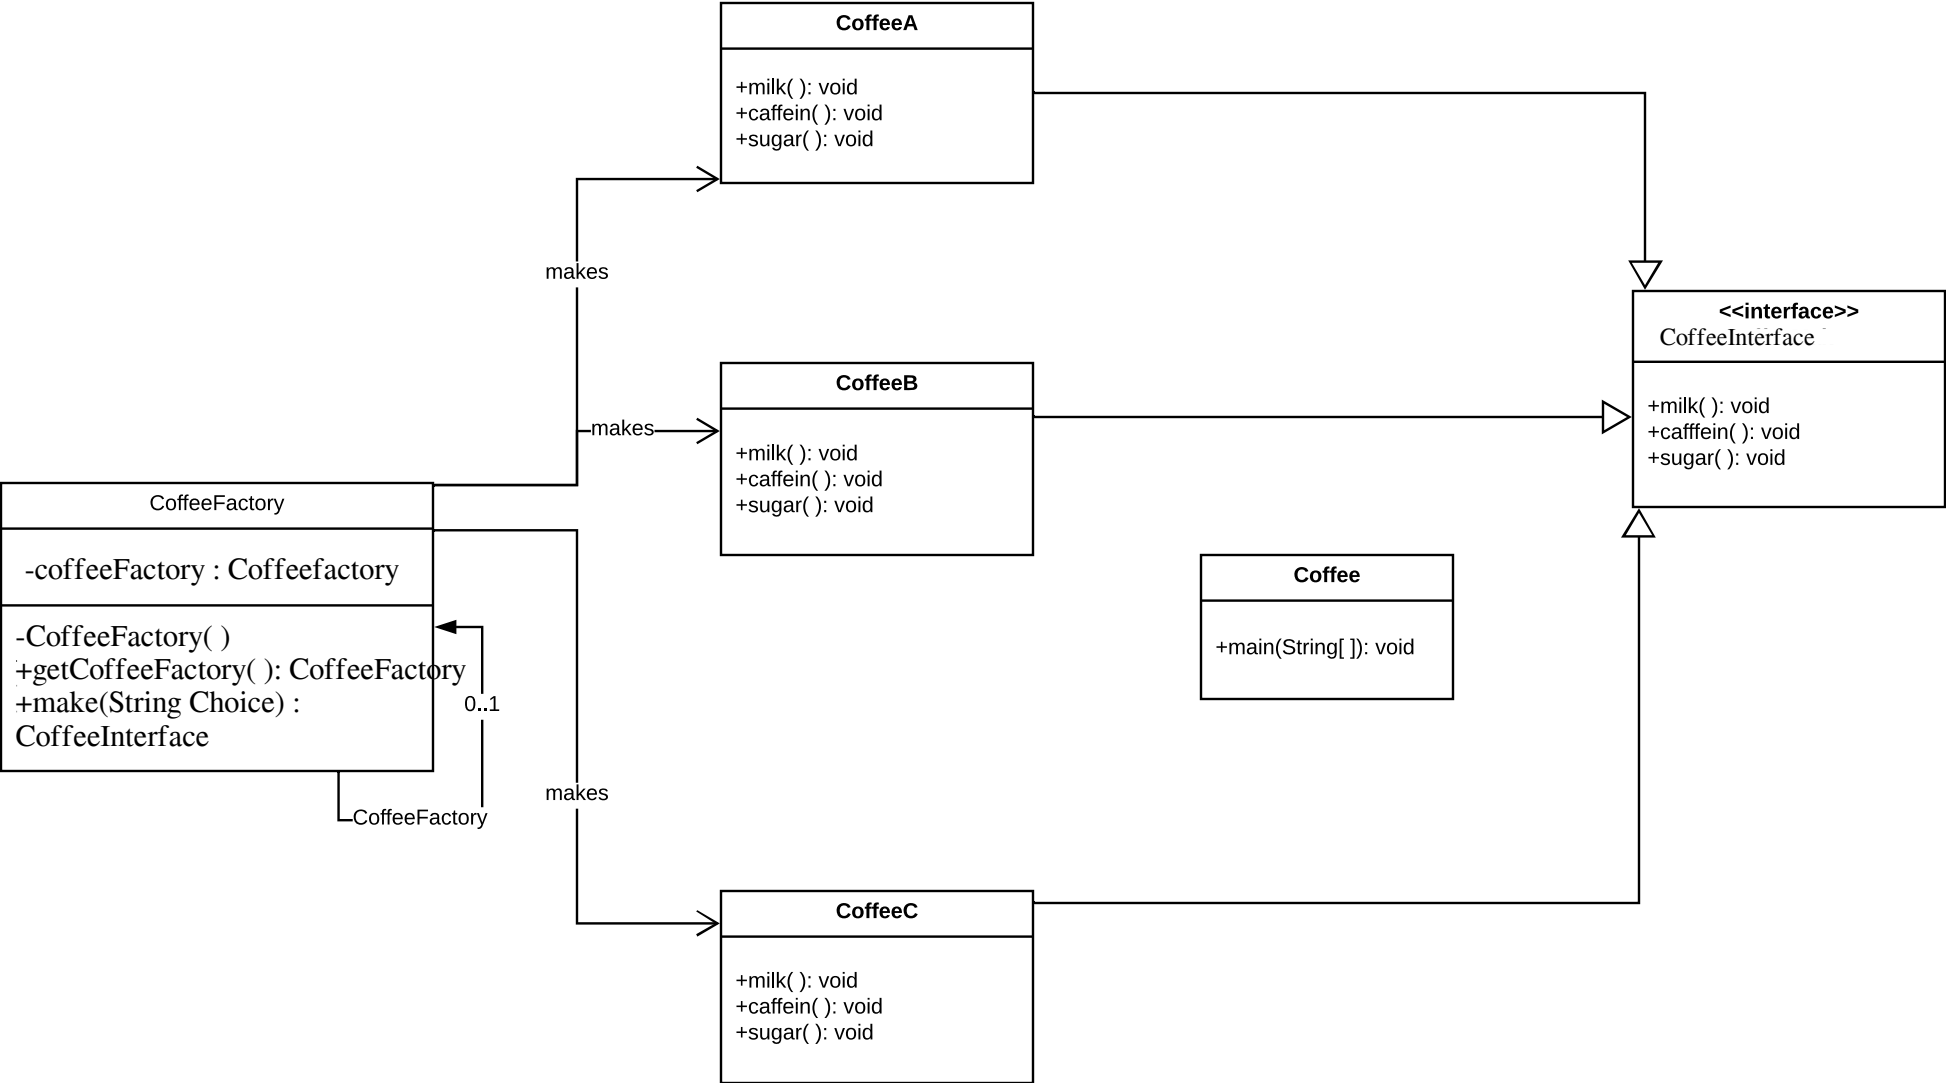 CoffeeA
+milk( ): void
+caffein( ): void
+sugar( ): void
makes
<<interface>>
CoffeeInterface
+milk( ): void
+cafffein( ): void
+sugar( ): void
CoffeeB
+milk( ): void
+caffein( ): void
+sugar( ): void
makes
CoffeeFactory
-coffeeFactory : Coffeefactory
-CoffeeFactory( )
+getCoffeeFactory( ): CoffeeFactory
+make(String Choice) :
CoffeeInterface
0..1
CoffeeFactory
Coffee
+main(String[ ]): void
makes
CoffeeC
+milk( ): void
+caffein( ): void
+sugar( ): void